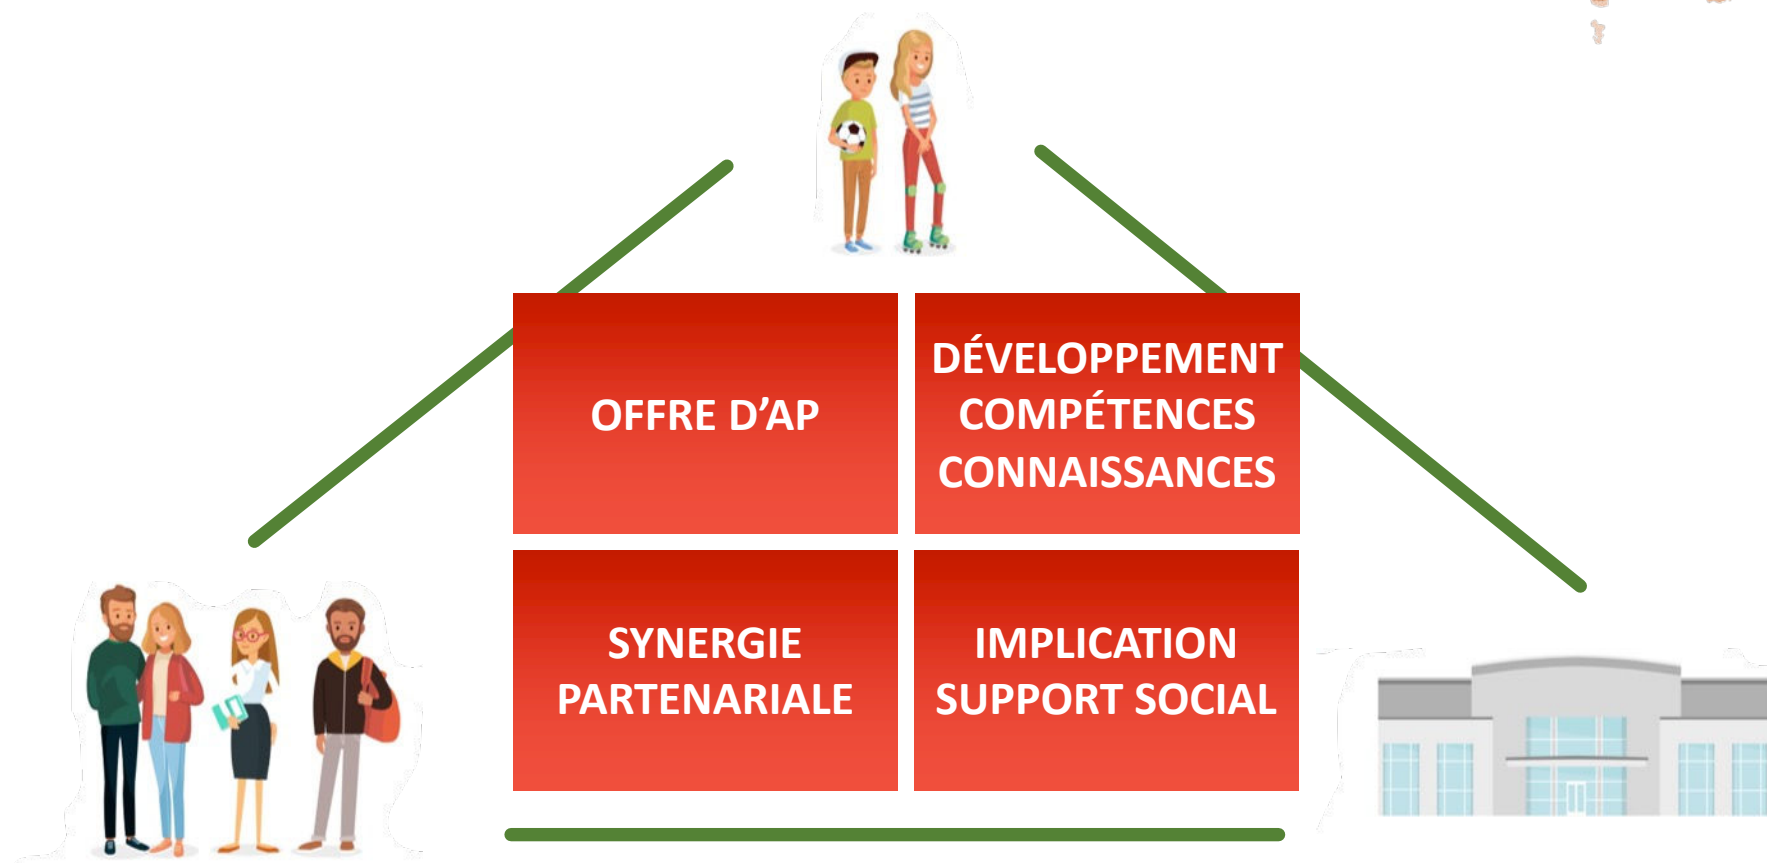 OFFRE D’AP
DÉVELOPPEMENT
COMPÉTENCES
CONNAISSANCES
SYNERGIE
PARTENARIALE
IMPLICATION
SUPPORT SOCIAL